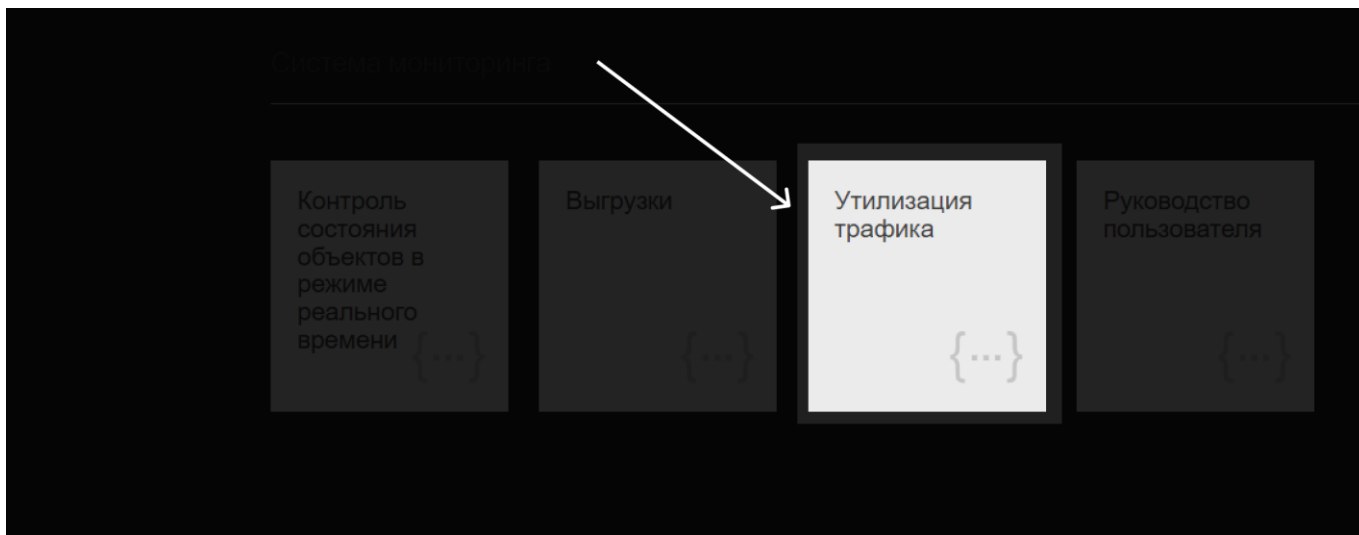 Система мониторинга
Контроль
состояния
объектов в
режиме
реального
времени
{...}
Выгрузки
{...}
Утилизация
трафика
{...}
Руководство
пользователя
{...}